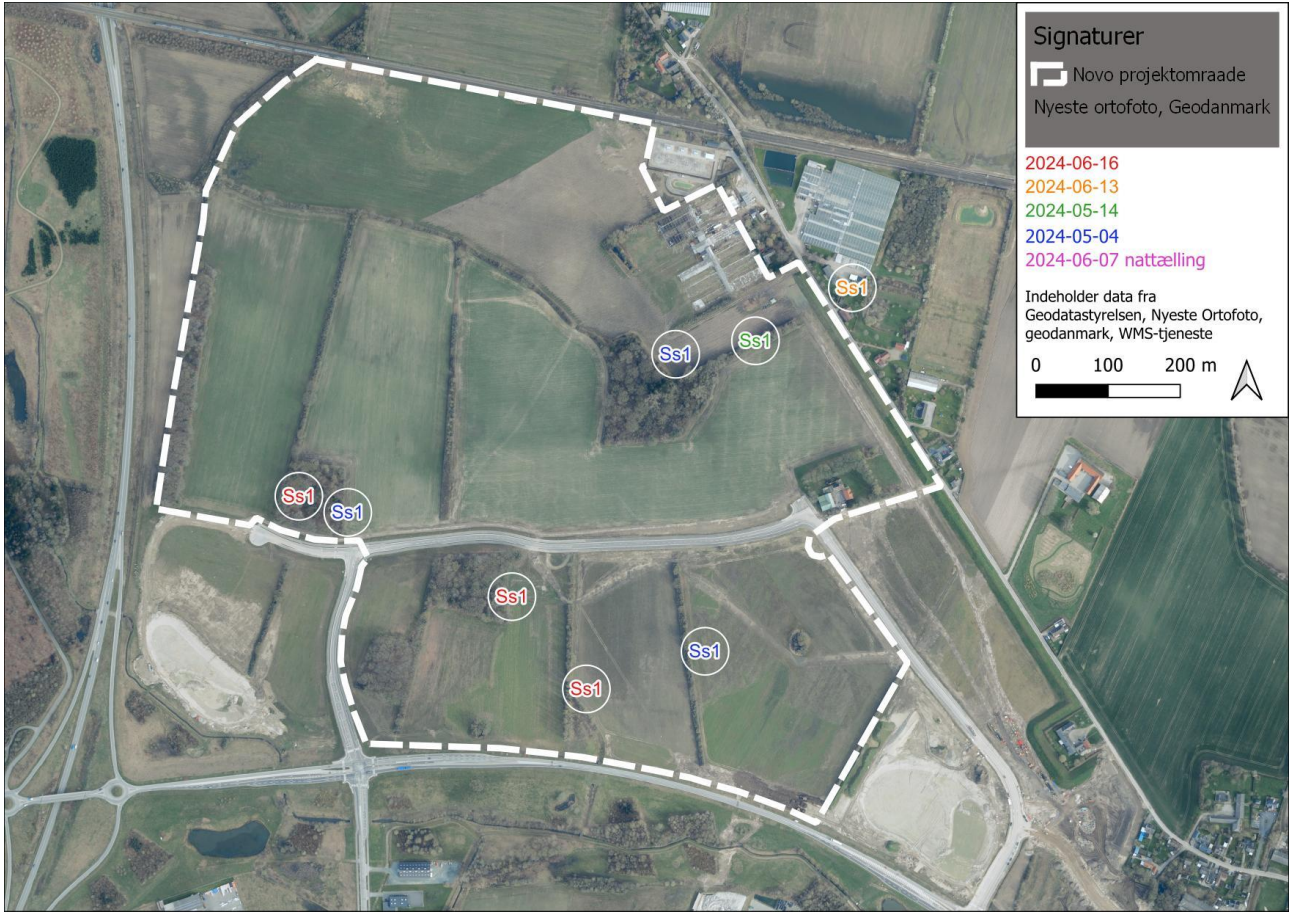 Signaturer
Novo projektomraade
Nyeste ortofoto, Geodanmark
2024-06-16
2024-06-13
2024-05-14
2024-05-04
2024-06-07 nattælling
Indeholder data fra
Geodatastyrelsen, Nyeste Ortofoto,
geodanmark, WMS-tjeneste
0 100 200 m
Ss1
Ss1
Ss1
Ss1
Ss1
Ss1
Ss1
Ss1